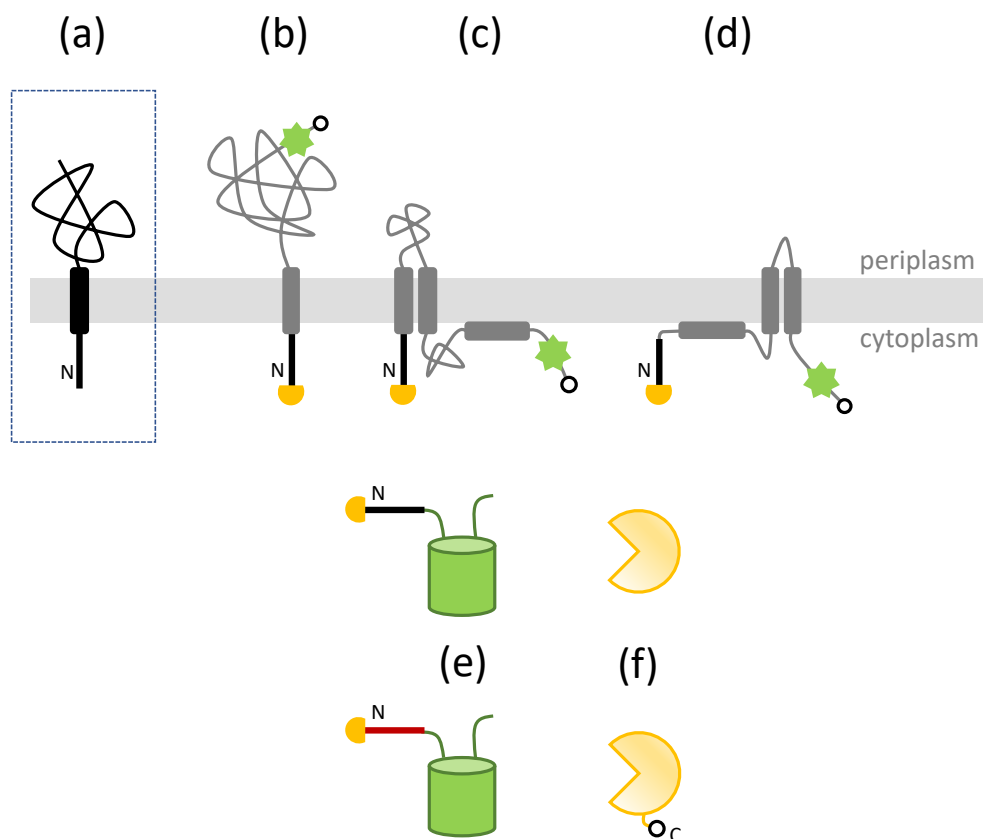 (a) (b) (c) (d)
periplasm
cytoplasm
N N N N
N
(e) (f)
N
C